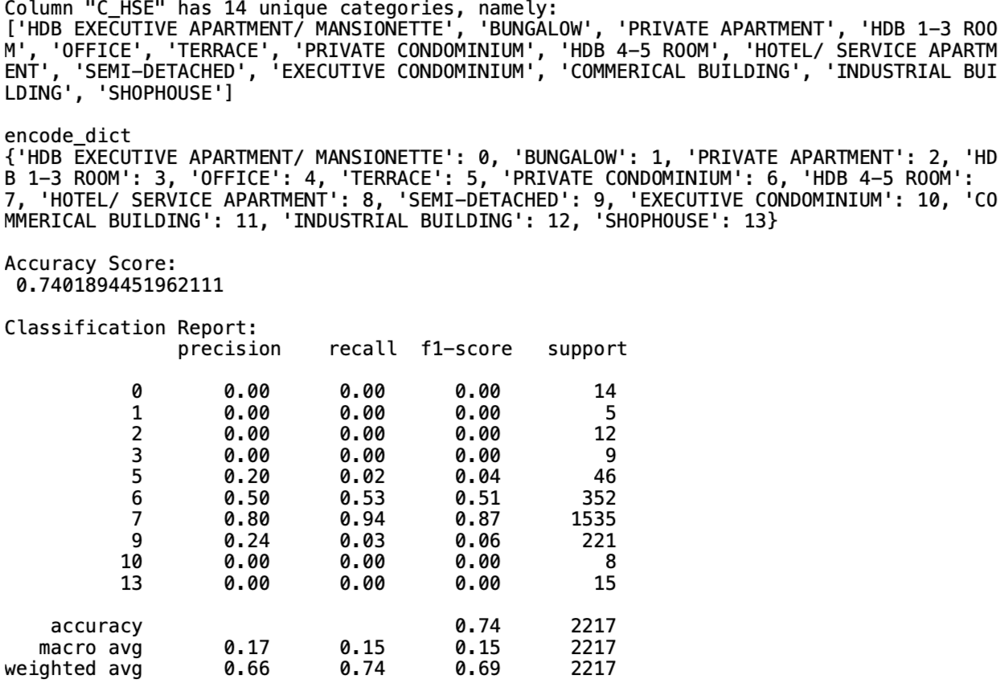 Column "C_HSE" has 14 unique categories, namely:
['HDB EXECUTIVE APARTMENT/ MANSIONETTE', 'BUNGALOW', 'PRIVATE APARTMENT', 'HDB 1-3 ROO
M', 'OFFICE', 'TERRACE', 'PRIVATE CONDOMINIUM', 'HDB 4-5 ROOM', 'HOTEL/ SERVICE APARTM
ENT', 'SEMI-DETACHED', 'EXECUTIVE CONDOMINIUM', 'COMMERICAL BUILDING', 'INDUSTRIAL BUI
LDING', 'SHOPHOUSE']
encode_dict
{'HDB EXECUTIVE APARTMENT/ MANSIONETTE': 0, 'BUNGALOW': 1, 'PRIVATE APARTMENT': 2, 'HD
B 1-3 ROOM': 3, 'OFFICE': 4, 'TERRACE': 5, 'PRIVATE CONDOMINIUM': 6, 'HDB 4-5 ROOM':
7, 'HOTEL/ SERVICE APARTMENT': 8, 'SEMI-DETACHED': 9, 'EXECUTIVE CONDOMINIUM': 10, 'CO
MMERICAL BUILDING': 11, 'INDUSTRIAL BUILDING': 12, 'SHOPHOUSE': 13}
Accuracy Score:
0.7401894451962111
Classification Report:
precision recall f1-score support
0 0.00 0.00 0.00 14
1 0.00 0.00 0.00 5
2 0.00 0.00 0.00 12
3 0.00 0.00 0.00 9
5 0.20 0.02 0.04 46
6 0.50 0.53 0.51 352
7 0.80 0.94 0.87 1535
9 0.24 0.03 0.06 221
10 0.00 0.00 0.00 8
13 0.00 0.00 0.00 15
accuracy 0.74 2217
macro avg 0.17 0.15 0.15 2217
weighted avg 0.66 0.74 0.69 2217